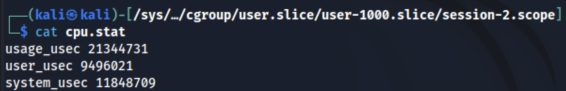 ┌──(kali㉿kali)-[/sys/…/cgroup/user.slice/user-1000.slice/session-2.scope]
└─$ cat cpu.stat
usage_usec 21344731
user_usec 9496021
system_usec 11848709